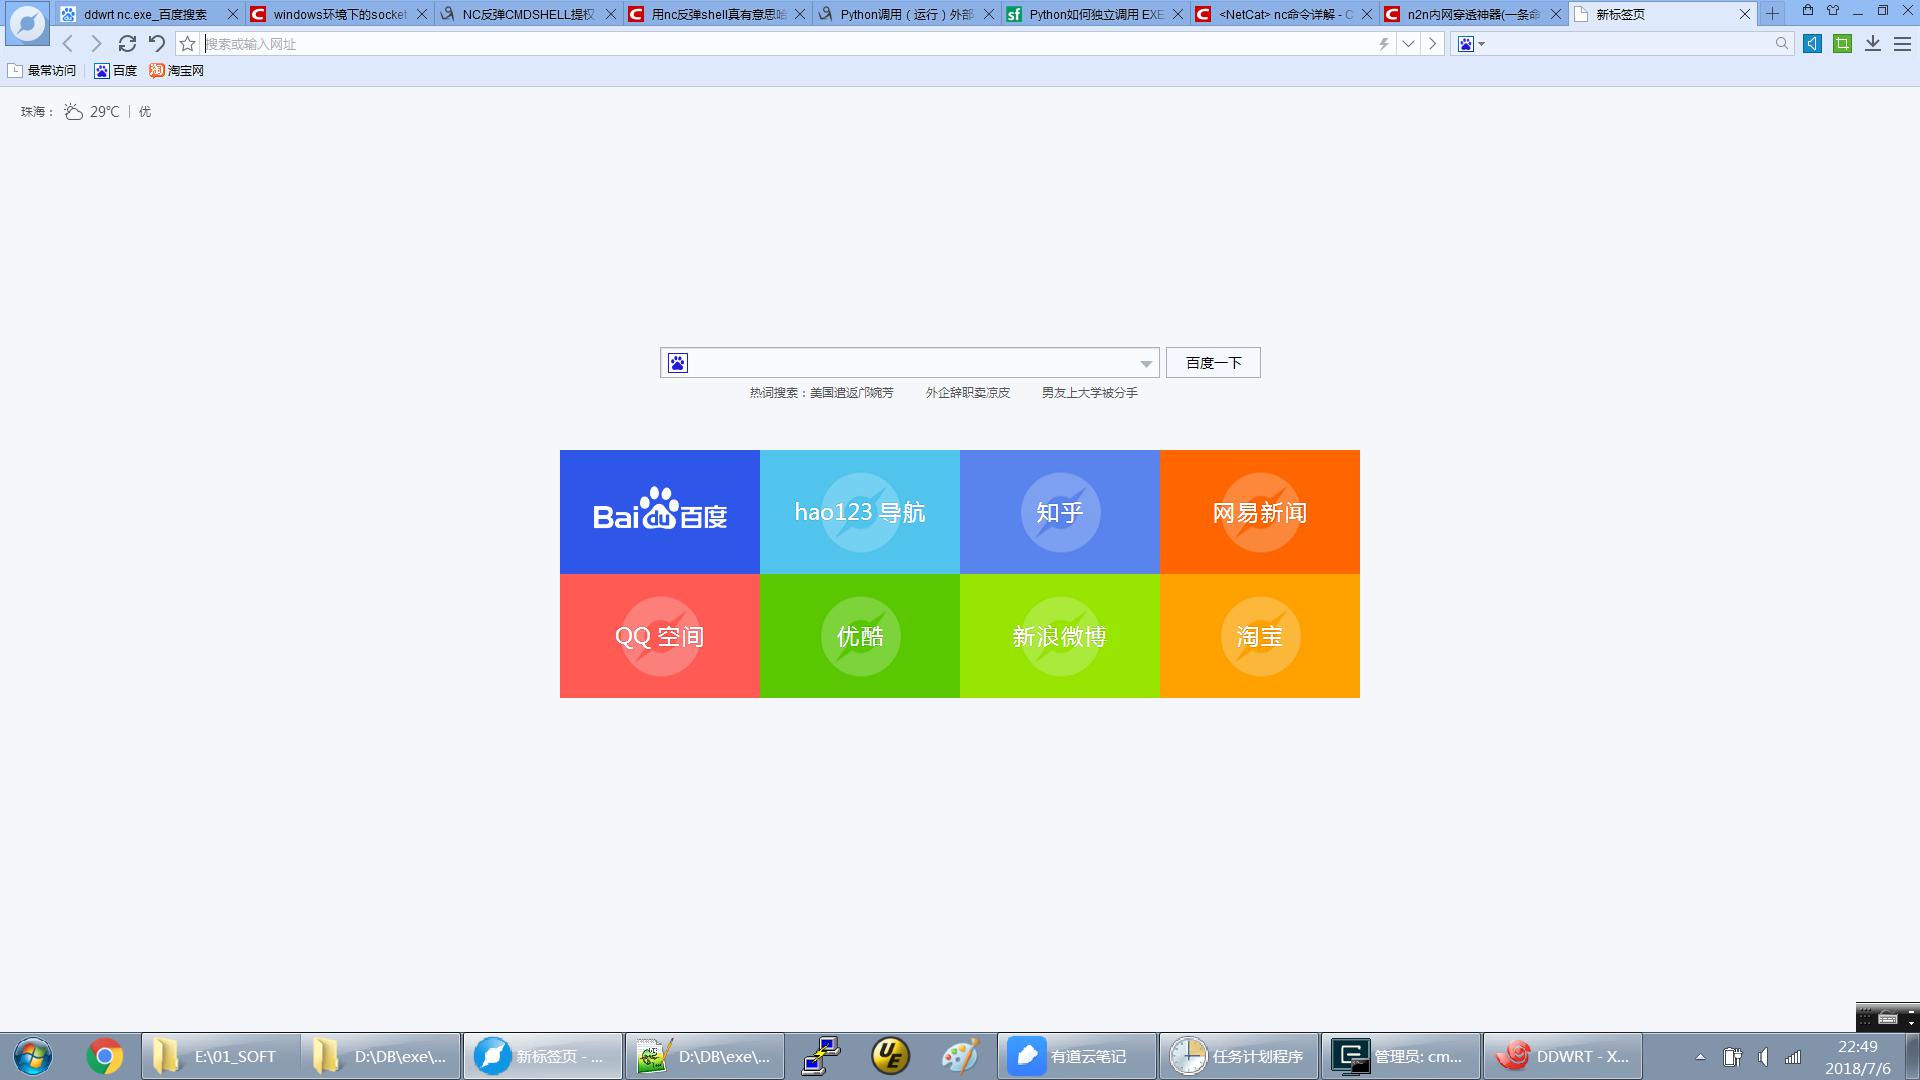 ddwrt nc.exe_百度搜索
windows环境下的socket
NC反弹CMDSHELL提权
用nc反弹shell真有意思哈
Python调用（运行）外部
Python如何独立调用 EXE
<NetCat> nc命令详解 - C
n2n内网穿透神器(一条命
新标签页
搜索或输入网址
最常访问
百度
淘宝网
珠海：
29℃
优
百度一下
热词搜索：美国遣返邝婉芳
外企辞职卖凉皮
男友上大学被分手
Bai du 百度
hao123 导航
知乎
网易新闻
QQ 空间
优酷
新浪微博
淘宝
E:\01_SOFT
D:\DB\exe\...
新标签页 - ...
D:\DB\exe\...
UE
有道云笔记
任务计划程序
管理员: cm...
DDWRT - X...
22:49
2018/7/6